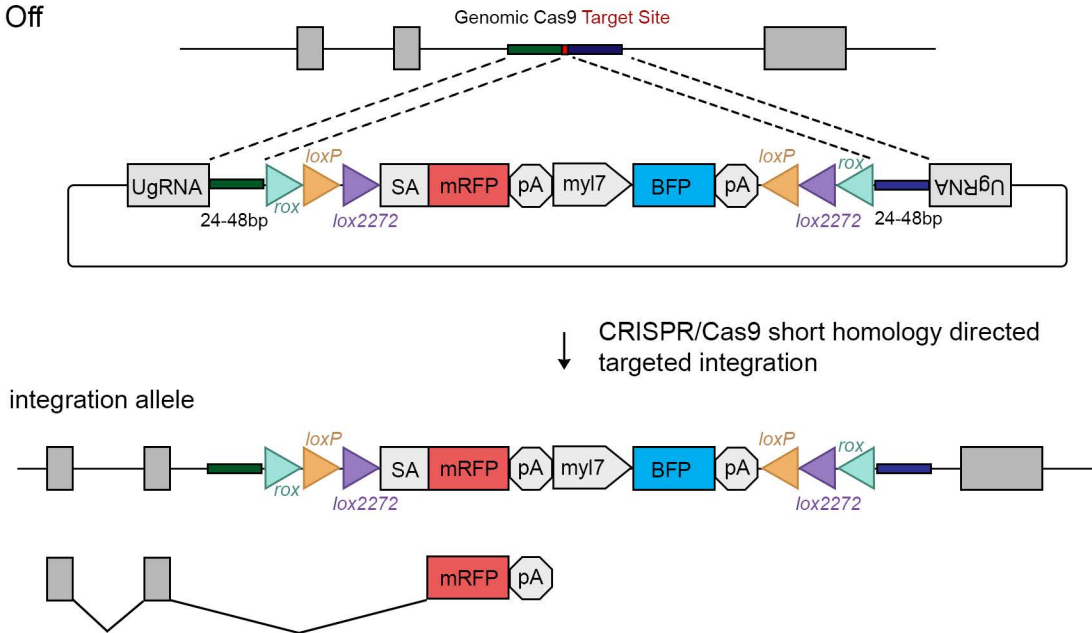 Off
Genomic Cas9 Target Site
loxP
loxP
rox
UgRNA
SA
mRFP
pA
myl7
BFP
pA
UgRNA
24-48bp
rox
lox2272
lox2272
24-48bp
CRISPR/Cas9 short homology directed
targeted integration
integration allele
loxP
loxP
rox
SA
mRFP
pA
myl7
BFP
pA
rox
lox2272
lox2272
mRFP
pA